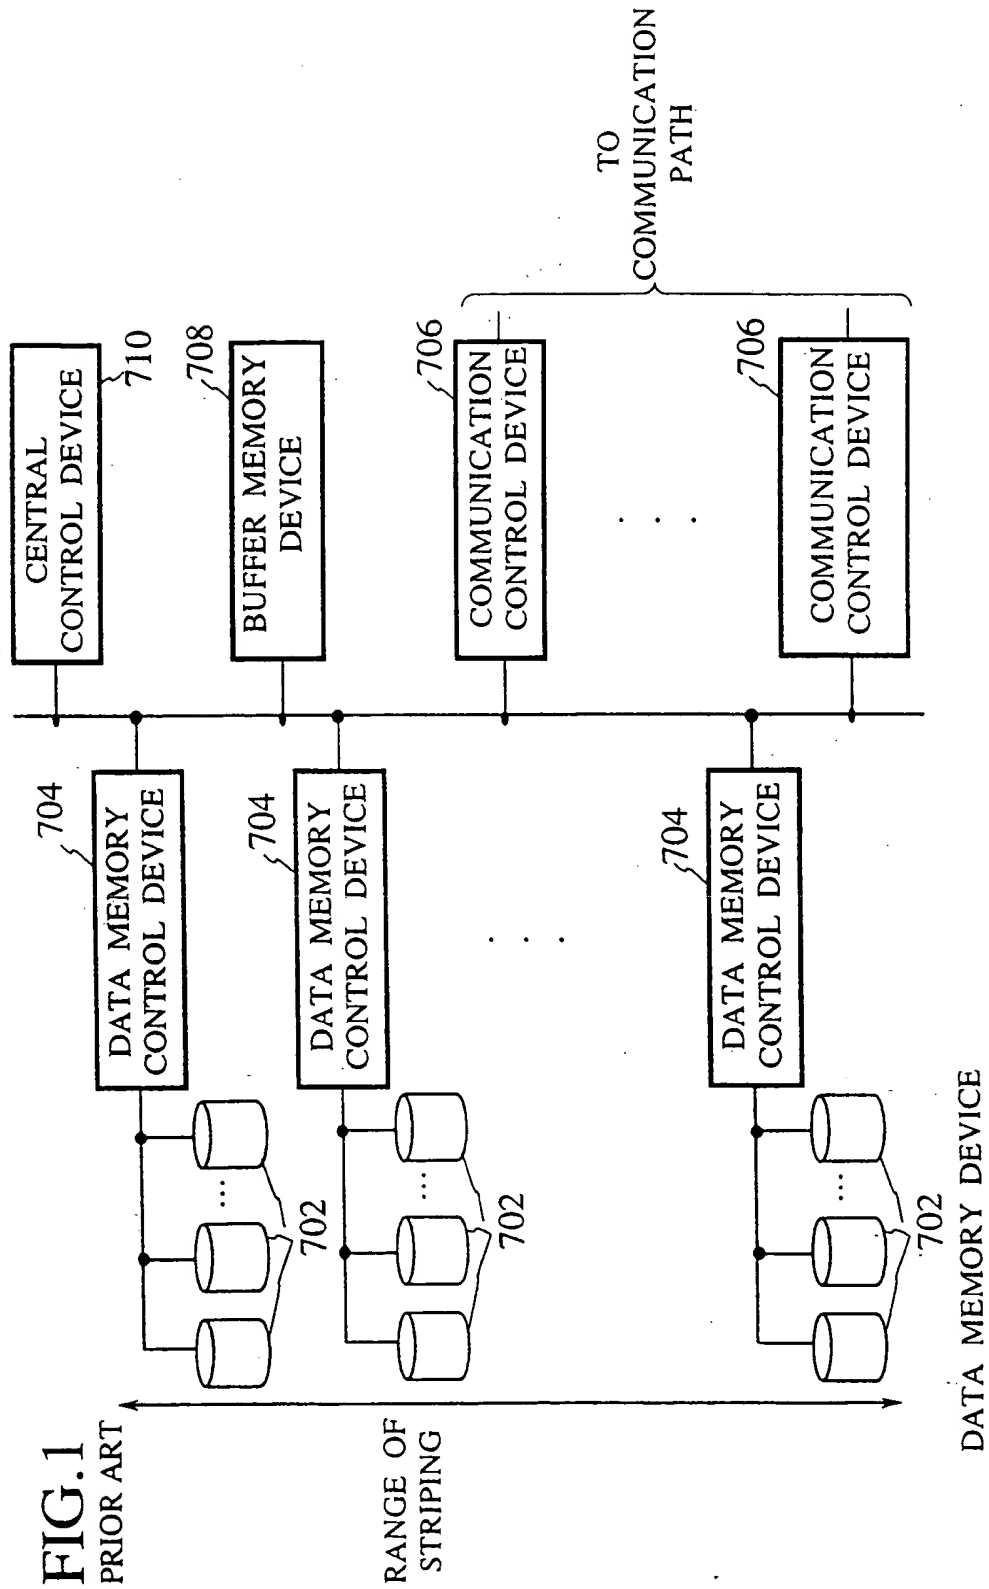 FIG.1
PRIOR ART
RANGE OF
STRIPING
DATA MEMORY DEVICE
702
702
702
DATA MEMORY
CONTROL DEVICE
704
DATA MEMORY
CONTROL DEVICE
704
DATA MEMORY
CONTROL DEVICE
704
. . .
CENTRAL
CONTROL DEVICE
710
BUFFER MEMORY
DEVICE
708
COMMUNICATION
CONTROL DEVICE
706
. . .
COMMUNICATION
CONTROL DEVICE
706
TO
COMMUNICATION
PATH